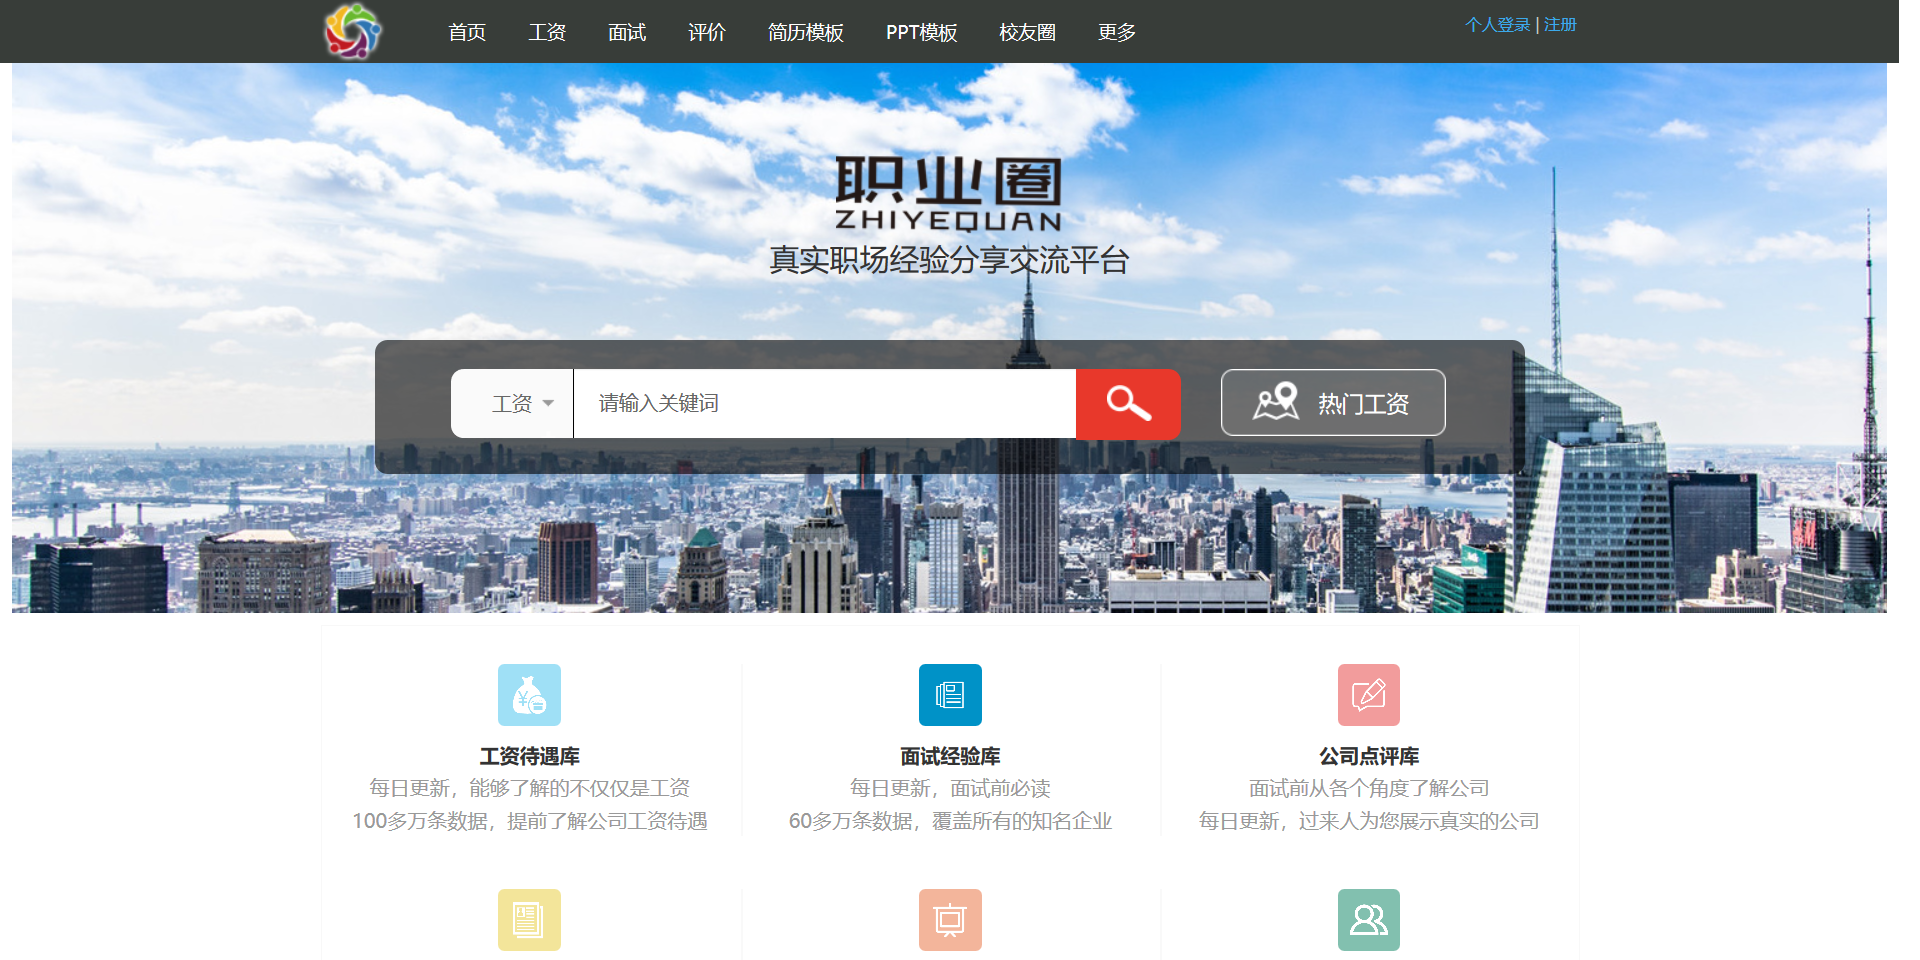 首页 工资 面试 评价 简历模板 PPT模板 校友圈 更多 个人登录 | 注册
职业圈
ZHIYEQUAN
真实职场经验分享交流平台
工资 请输入关键词 热门工资
工资待遇库
每日更新，能够了解的不仅仅是工资
100多万条数据，提前了解公司工资待遇
面试经验库
每日更新，面试前必读
60多万条数据，覆盖所有的知名企业
公司点评库
面试前从各个角度了解公司
每日更新，过来人为您展示真实的公司